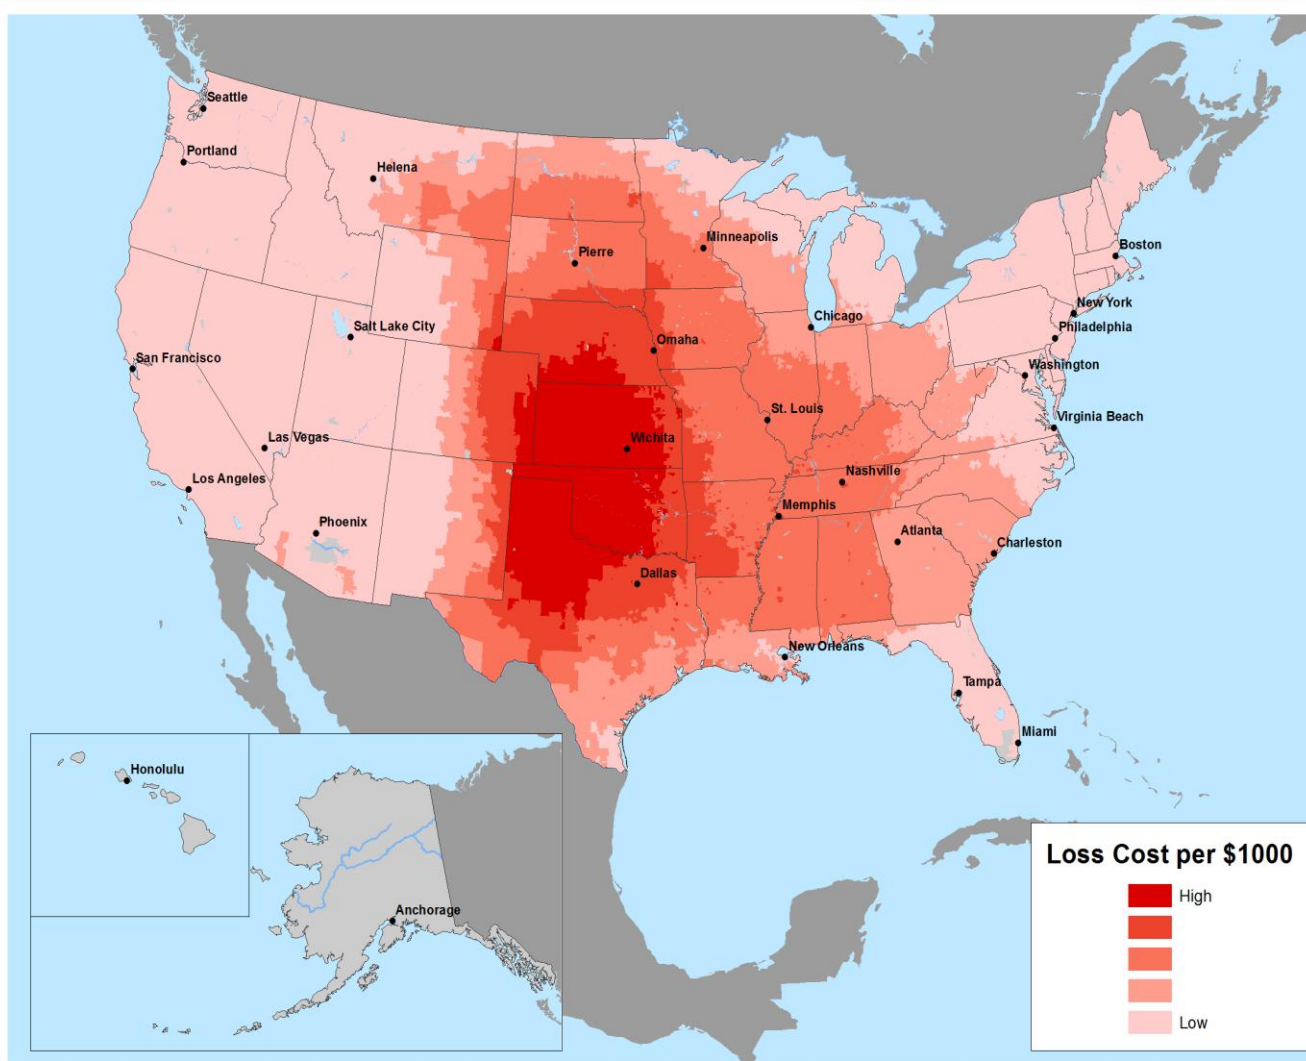 Seattle
Portland
Helena
Minneapolis
Pierre
Boston
New York
Chicago
Philadelphia
Salt Lake City
Omaha
San Francisco
Washington
St. Louis
Virginia Beach
Las Vegas
Wichita
Nashville
Los Angeles
Memphis
Phoenix
Atlanta
Charleston
Dallas
New Orleans
Tampa
Miami
Honolulu
Anchorage
Loss Cost per $1000
High
Low